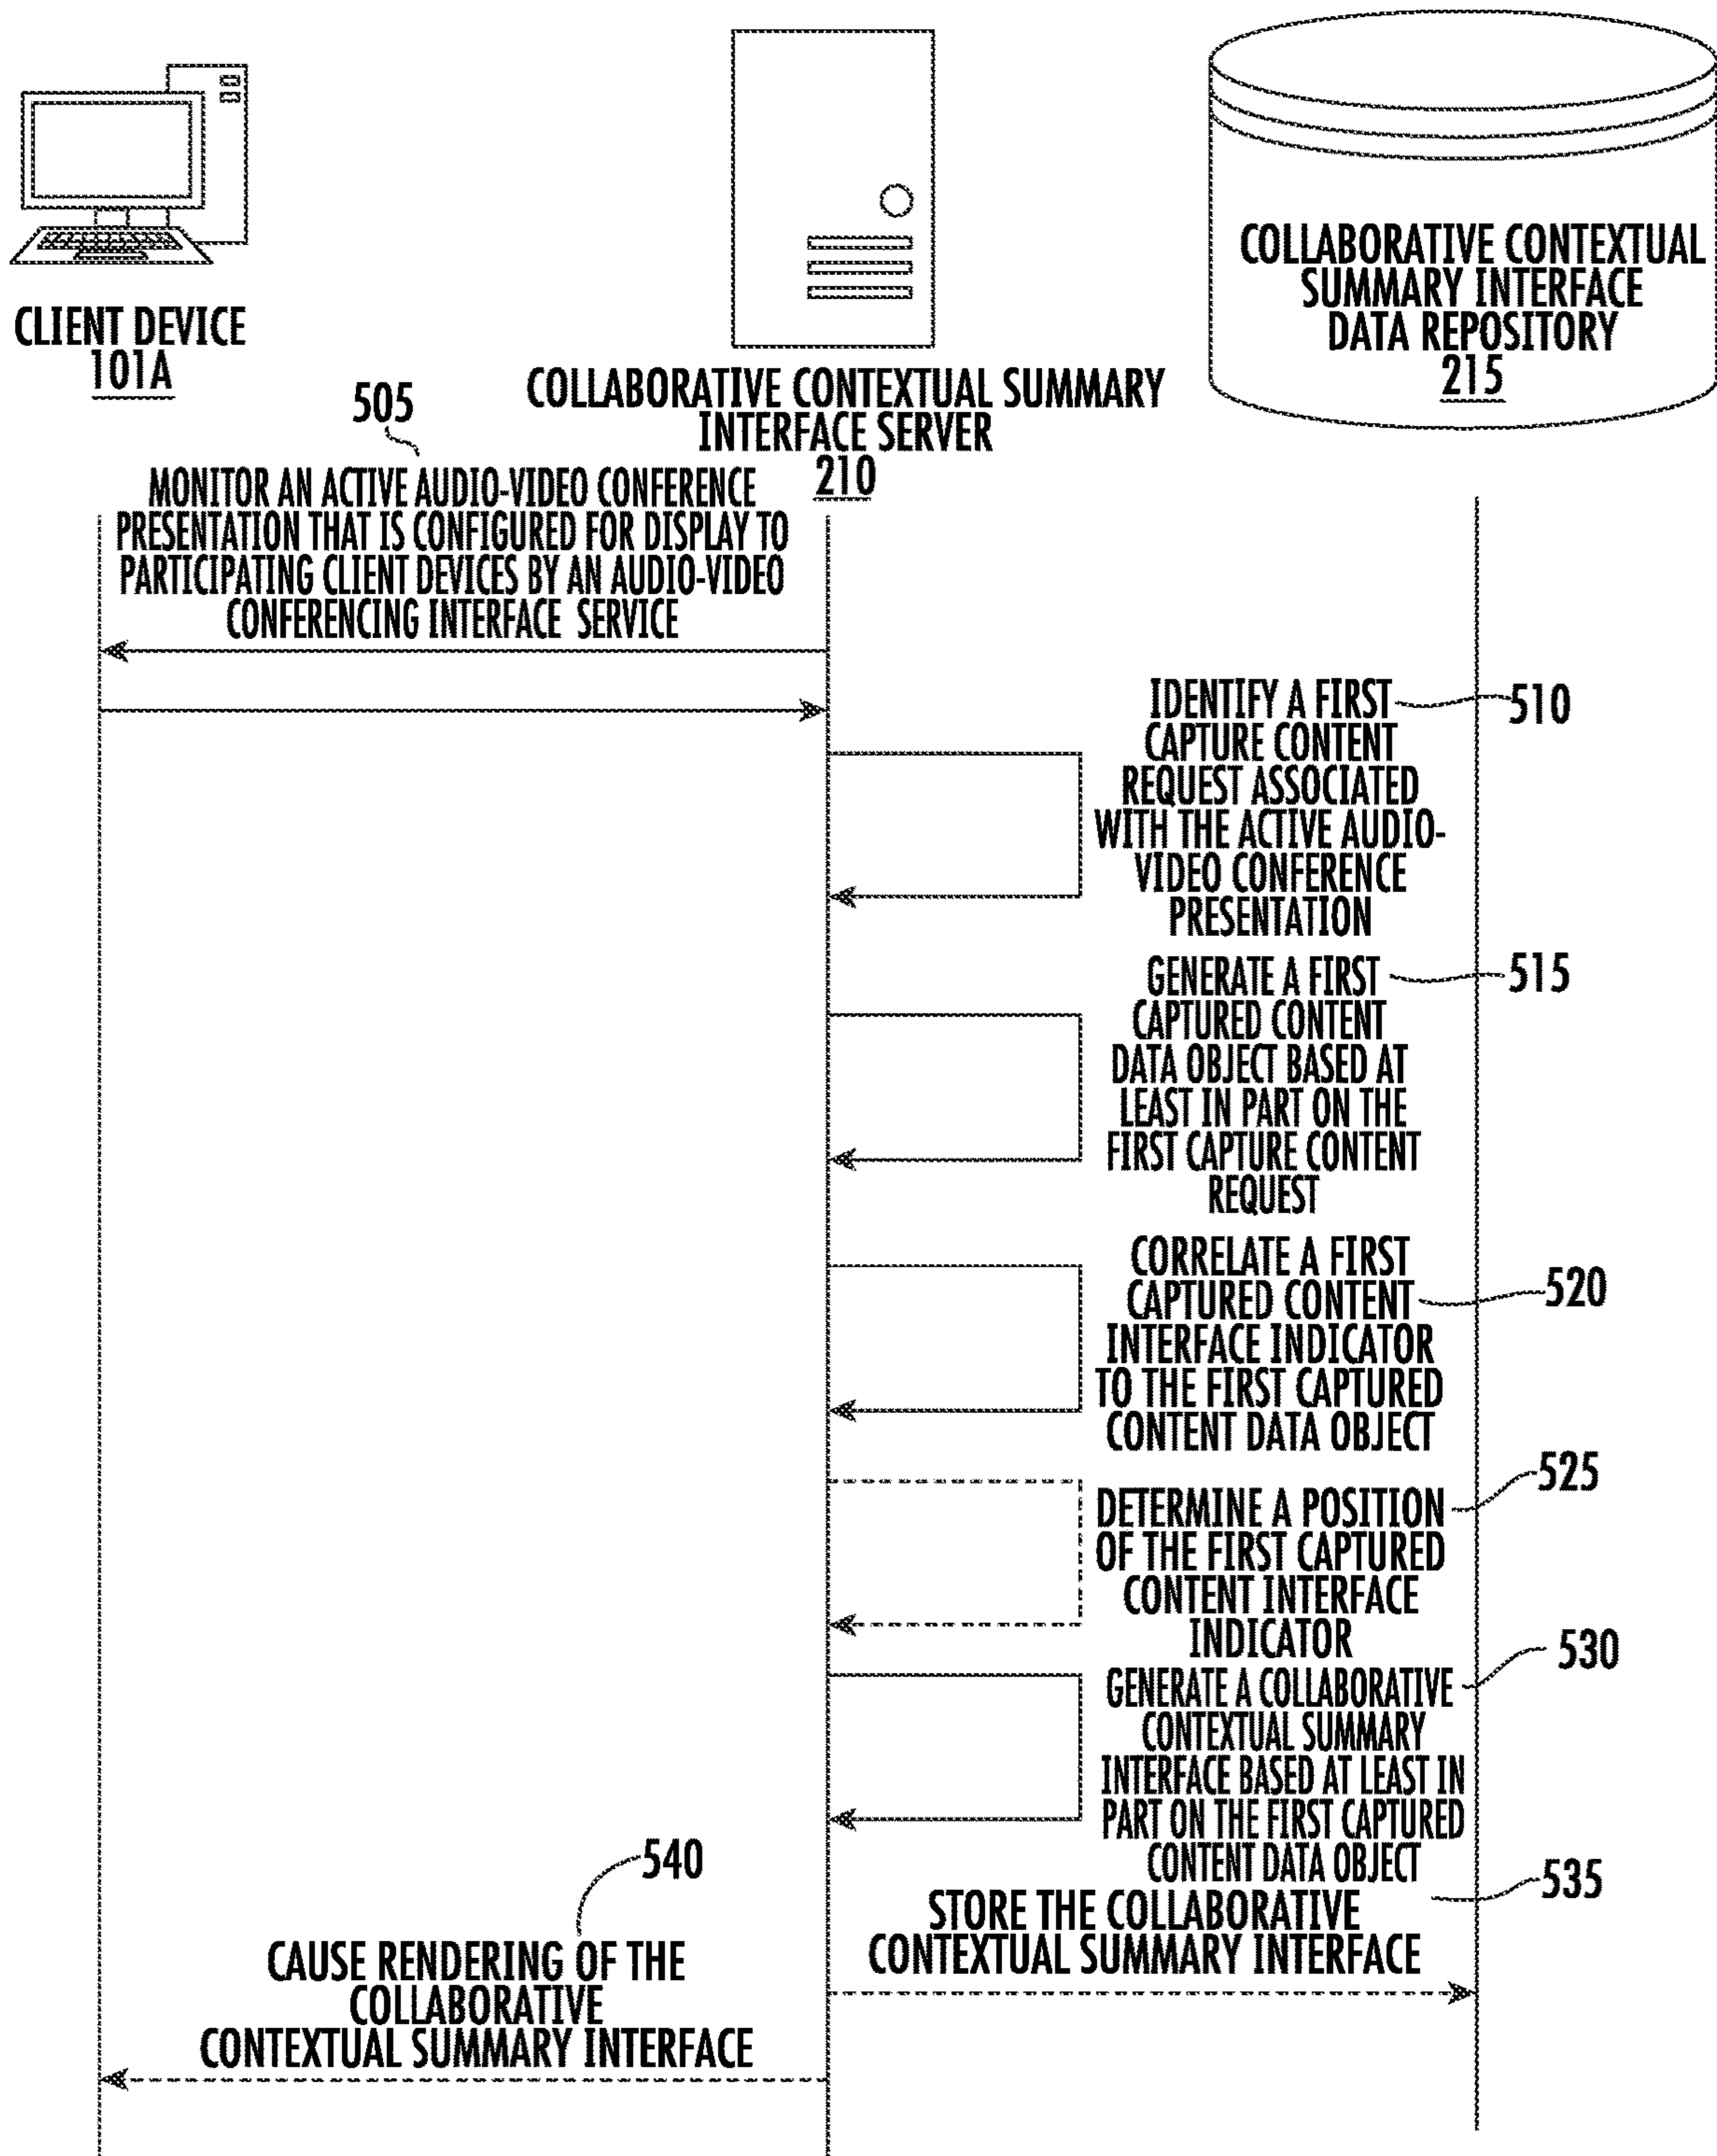 CLIENT DEVICE
101A
COLLABORATIVE CONTEXTUAL SUMMARY
INTERFACE SERVER
210
COLLABORATIVE CONTEXTUAL
SUMMARY INTERFACE
DATA REPOSITORY
215
505
MONITOR AN ACTIVE AUDIO-VIDEO CONFERENCE
PRESENTATION THAT IS CONFIGURED FOR DISPLAY TO
PARTICIPATING CLIENT DEVICES BY AN AUDIO-VIDEO
CONFERENCING INTERFACE SERVICE
IDENTIFY A FIRST
CAPTURE CONTENT
REQUEST ASSOCIATED
WITH THE ACTIVE AUDIO-
VIDEO CONFERENCE
PRESENTATION
510
GENERATE A FIRST
CAPTURED CONTENT
DATA OBJECT BASED AT
LEAST IN PART ON THE
FIRST CAPTURE CONTENT
REQUEST
515
CORRELATE A FIRST
CAPTURED CONTENT
INTERFACE INDICATOR
TO THE FIRST CAPTURED
CONTENT DATA OBJECT
520
DETERMINE A POSITION
OF THE FIRST CAPTURED
CONTENT INTERFACE
INDICATOR
525
GENERATE A COLLABORATIVE
CONTEXTUAL SUMMARY
INTERFACE BASED AT LEAST IN
PART ON THE FIRST CAPTURED
CONTENT DATA OBJECT
530
STORE THE COLLABORATIVE
CONTEXTUAL SUMMARY INTERFACE
535
540
CAUSE RENDERING OF THE
COLLABORATIVE
CONTEXTUAL SUMMARY INTERFACE